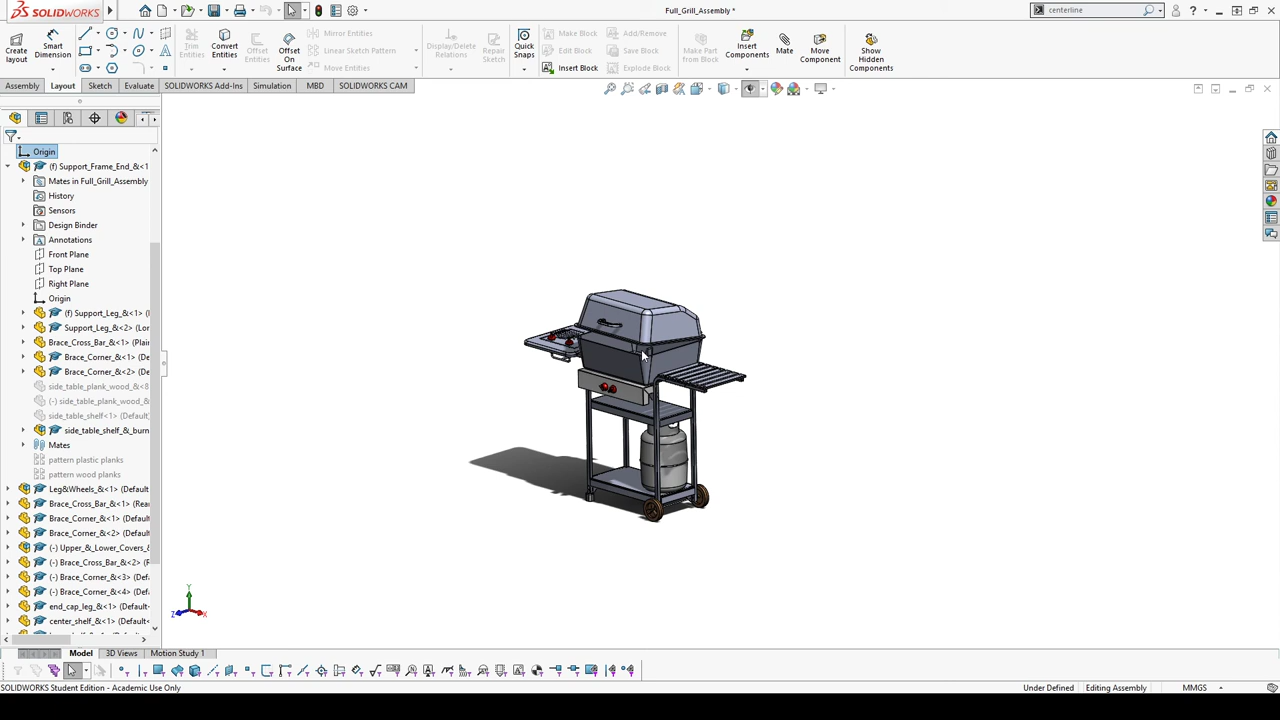 SOLIDWORKS
Full_Grill_Assembly *
centerline
Create layout
Smart Dimension
Trim Entities
Convert Entities
Offset Entities
Offset On Surface
Mirror Entities
Linear Sketch Pattern
Move Entities
Display/Delete Relations
Repair Sketch
Quick Snaps
Make Block
Edit Block
Insert Block
Add/Remove
Save Block
Explode Block
Make Part from Block
Insert Components
Mate
Move Component
Show Hidden Components
Assembly
Layout
Sketch
Evaluate
SOLIDWORKS Add-Ins
Simulation
MBD
SOLIDWORKS CAM
Origin
(f) Support_Frame_End_&<1
Mates in Full_Grill_Assembly
History
Sensors
Design Binder
Annotations
Front Plane
Top Plane
Right Plane
Origin
(f) Support_Leg_&<1> (
Support_Leg_&<2> (Lor
Brace_Cross_Bar_&<1> (Plai
Brace_Corner_&<1> (De
Brace_Corner_&<2> (De
side_table_plank_wood_&<8
(-) side_table_plank_wood_&
side_table_shelf<1> (Default
side_table_shelf_&_burn
Mates
pattern plastic planks
pattern wood planks
Leg&Wheels_&<1> (Default
Brace_Cross_Bar_&<1> (Rear
Brace_Corner_&<1> (Default
Brace_Corner_&<2> (Default
(-) Upper_&_Lower_Covers_&
(-) Brace_Cross_Bar_&<2> (
(-) Brace_Corner_&<3> (Defa
(-) Brace_Corner_&<4> (Defa
end_cap_leg_&<1> (Default
center_shelf_&<1> (Default
Y
Z
X
Model
3D Views
Motion Study 1
SOLIDWORKS Student Edition - Academic Use Only
Under Defined
Editing Assembly
MMGS